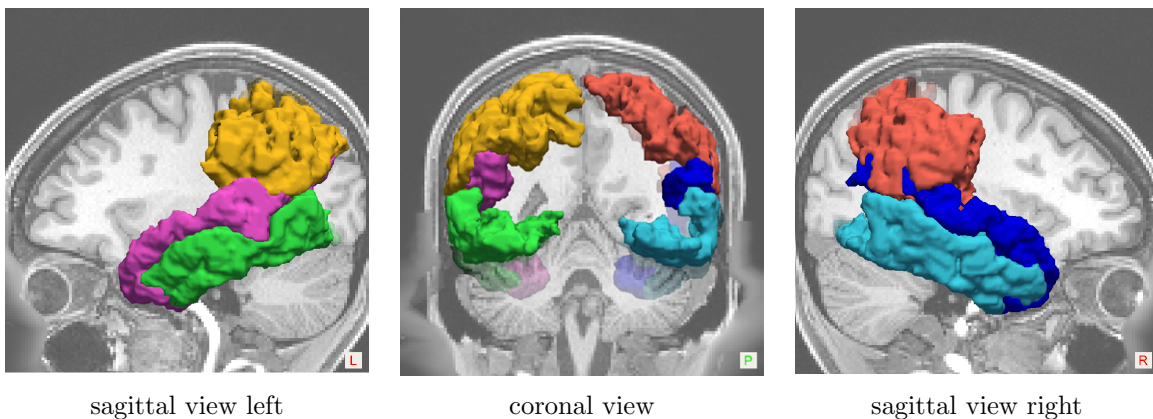 L
P
R
sagittal view left
coronal view
sagittal view right